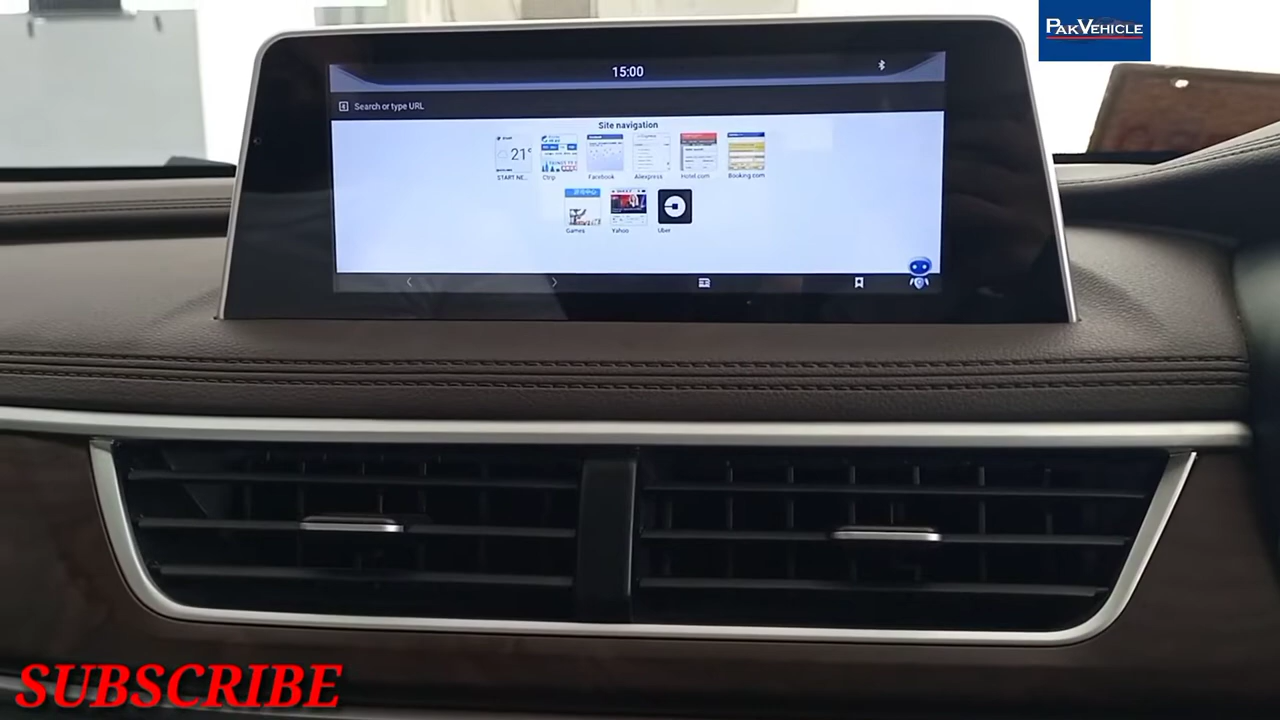 PAKVEHICLE
15:00
Search or type URL
Site navigation
21°
START NE...
Ctrip
Facebook
Aliexpress
Hotel.com
Booking.com
Games
Yahoo
Uber
SUBSCRIBE